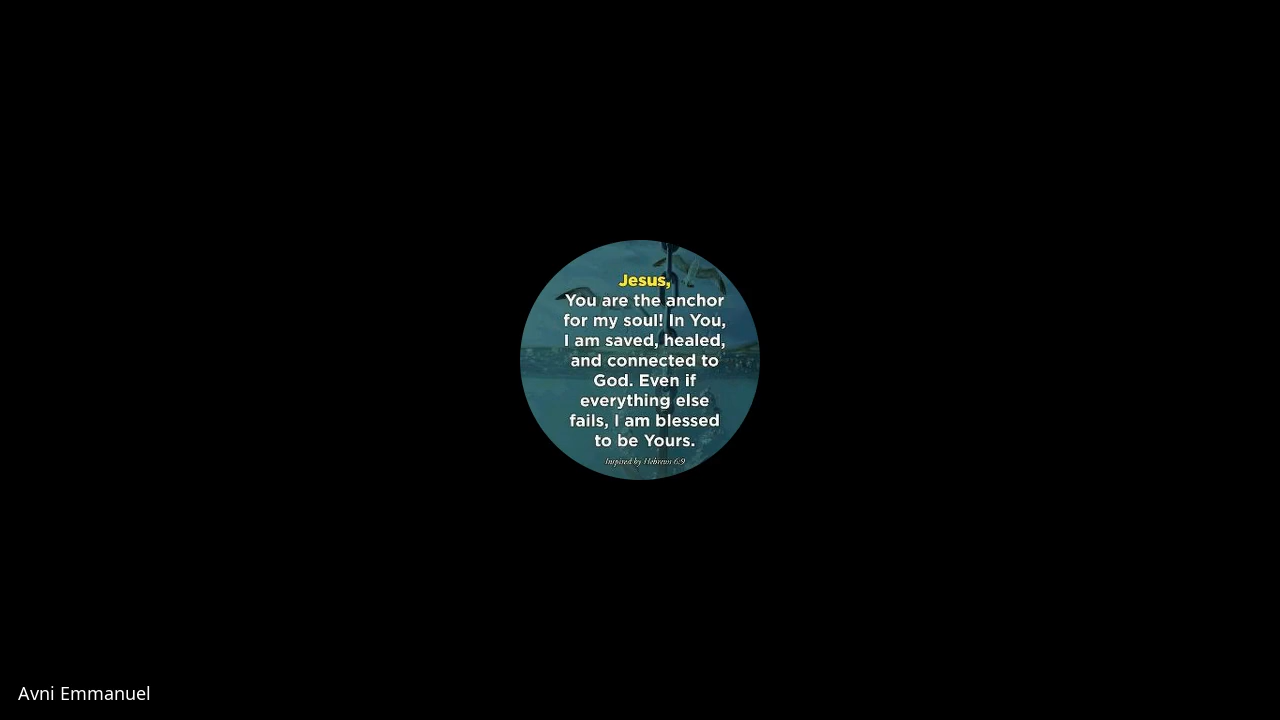 Jesus,
You are the anchor
for my soul! In You,
I am saved, healed,
and connected to
God. Even if
everything else
fails, I am blessed
to be Yours.
Inspired by Hebrews 6:9
Avni Emmanuel